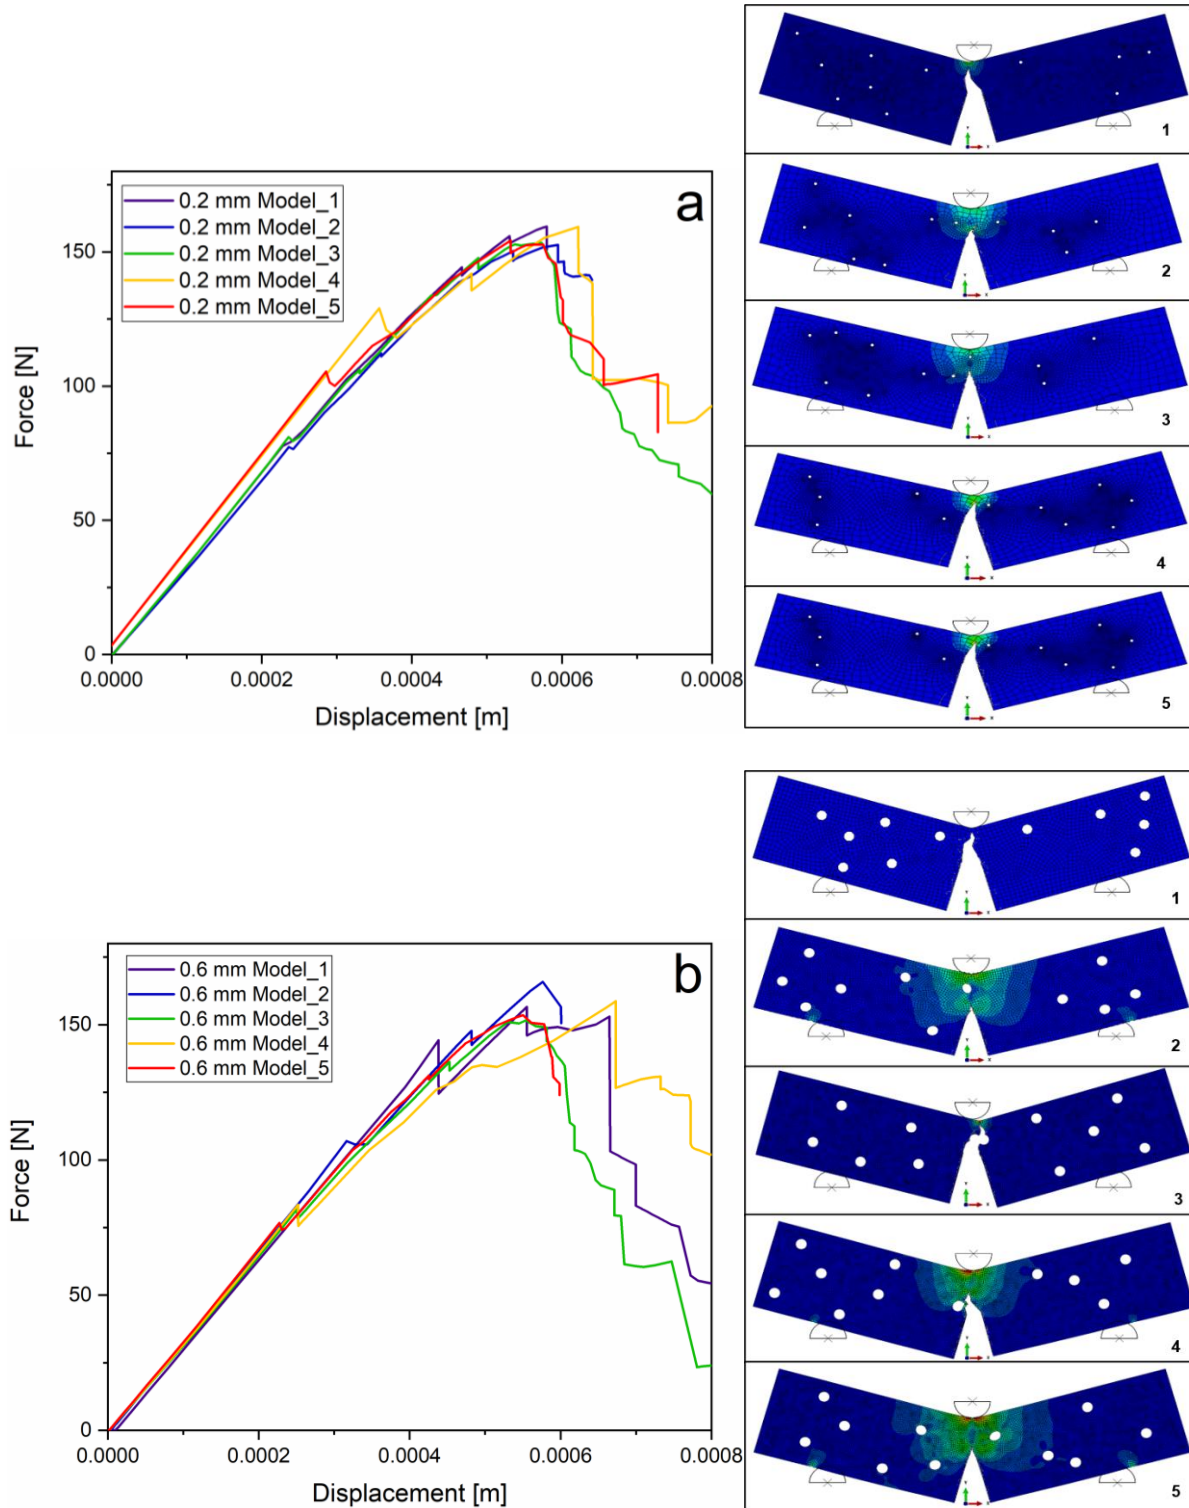 a
0.2 mm Model_1
0.2 mm Model_2
0.2 mm Model_3
0.2 mm Model_4
0.2 mm Model_5
150
100
50
0
Force [N]
0.0000 0.0002 0.0004 0.0006 0.0008
Displacement [m]
1
2
3
4
5
b
0.6 mm Model_1
0.6 mm Model_2
0.6 mm Model_3
0.6 mm Model_4
0.6 mm Model_5
150
100
50
0
Force [N]
0.0000 0.0002 0.0004 0.0006 0.0008
Displacement [m]
1
2
3
4
5